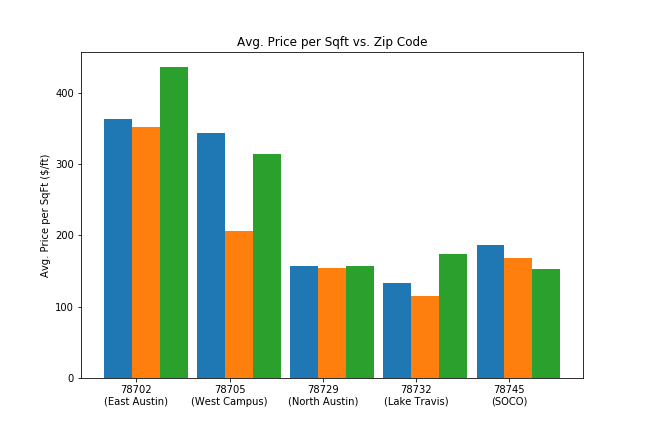 Avg. Price per Sqft vs. Zip Code
Avg. Price per SqFt ($/ft)
400
300
200
100
0
78702
(East Austin)
78705
(West Campus)
78729
(North Austin)
78732
(Lake Travis)
78745
(SOCO)